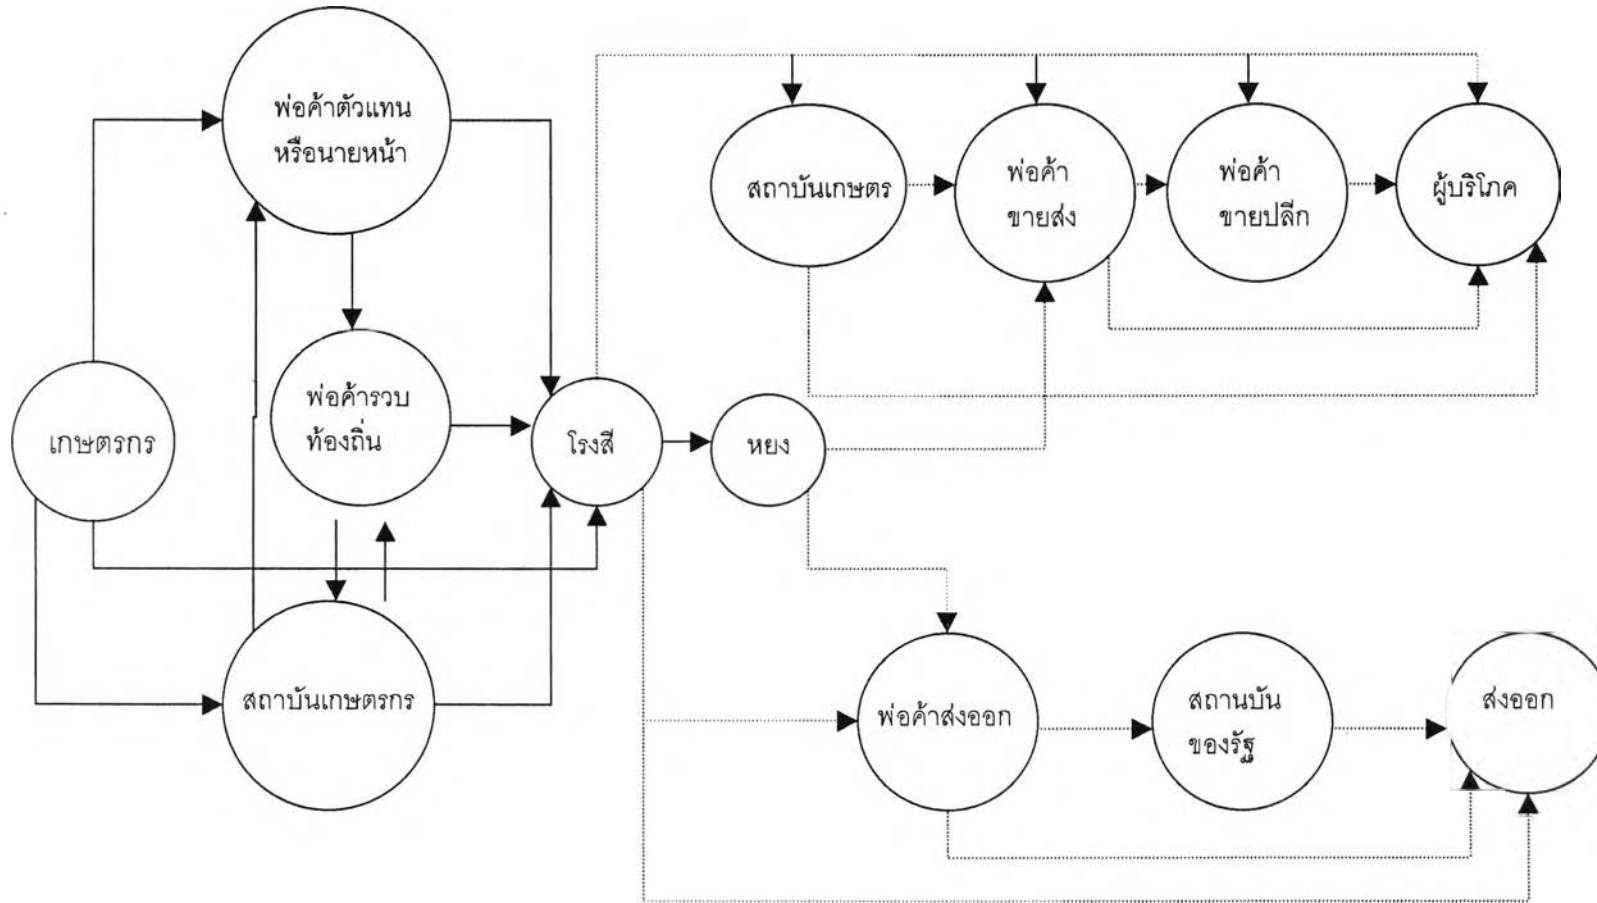 พ่อค้าตัวแทน
หรือนายหน้า
สถาบันเกษตร
พ่อค้า
ขายส่ง
พ่อค้า
ขายปลีก
ผู้บริโภค
เกษตรกร
พ่อค้ารวบ
ท้องถิ่น
โรงสี
หยง
สถาบันเกษตรกร
พ่อค้าส่งออก
สถานบัน
ของรัฐ
ส่งออก